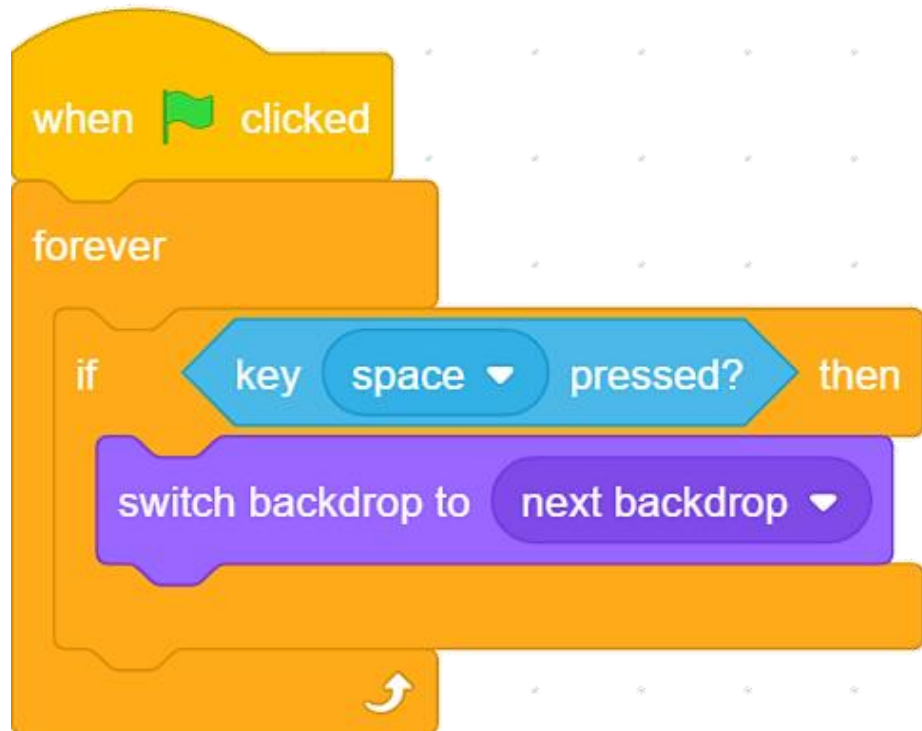 when clicked
forever
if key space pressed? then
switch backdrop to next backdrop